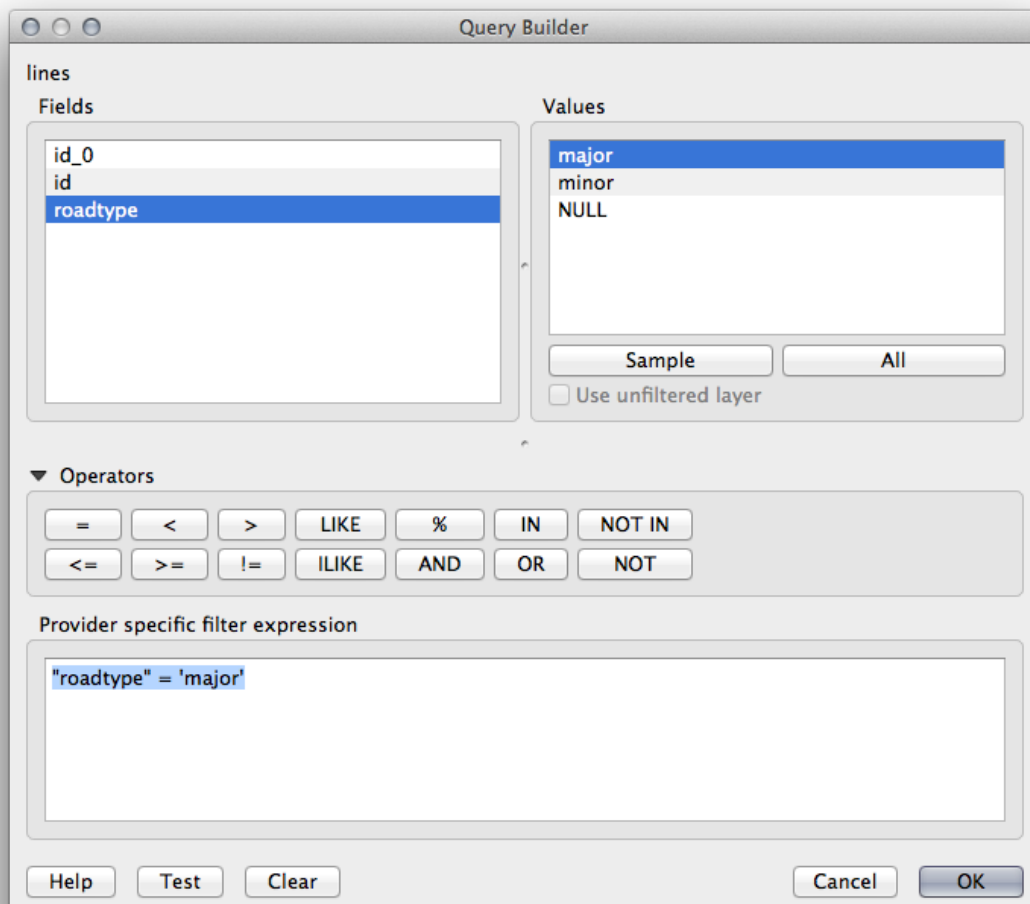 Query Builder
lines
Fields
Values
id_0
id
roadtype
major
minor
NULL
Sample All
Use unfiltered layer
Operators
= < > LIKE % IN NOT IN
<= >= != ILIKE AND OR NOT
Provider specific filter expression
"roadtype" = 'major'
Help Test Clear Cancel OK